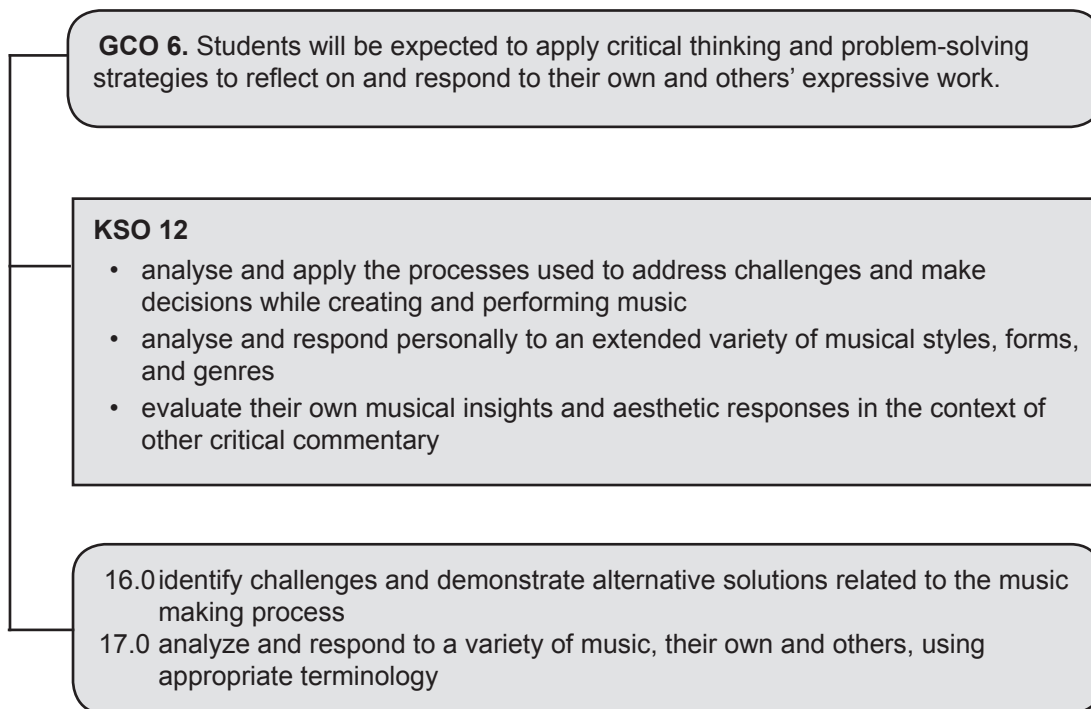 GCO 6. Students will be expected to apply critical thinking and problem-solving
strategies to reflect on and respond to their own and others’ expressive work.
KSO 12
• analyse and apply the processes used to address challenges and make
decisions while creating and performing music
• analyse and respond personally to an extended variety of musical styles, forms,
and genres
• evaluate their own musical insights and aesthetic responses in the context of
other critical commentary
16.0 identify challenges and demonstrate alternative solutions related to the music
making process
17.0 analyze and respond to a variety of music, their own and others, using
appropriate terminology